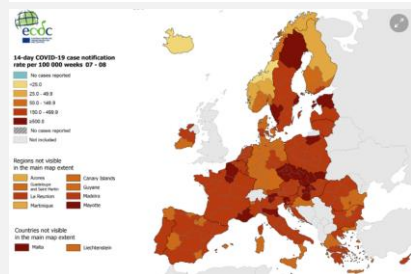 ecdc
14-day COVID-19 case notification
rate per 100 000 weeks 07 - 08
No cases reported
<20.0
20.0 - 49.9
50.0 - 149.9
150.0 - 499.9
≥500.0
No cases reported
Not included
Regions not visible
in the main map extent
Azores
Guadeloupe
and Saint Martin
La Reunion
Martinique
Canary Islands
Guyane
Madeira
Mayotte
Countries not visible
in the main map extent
Malta
Liechtenstein